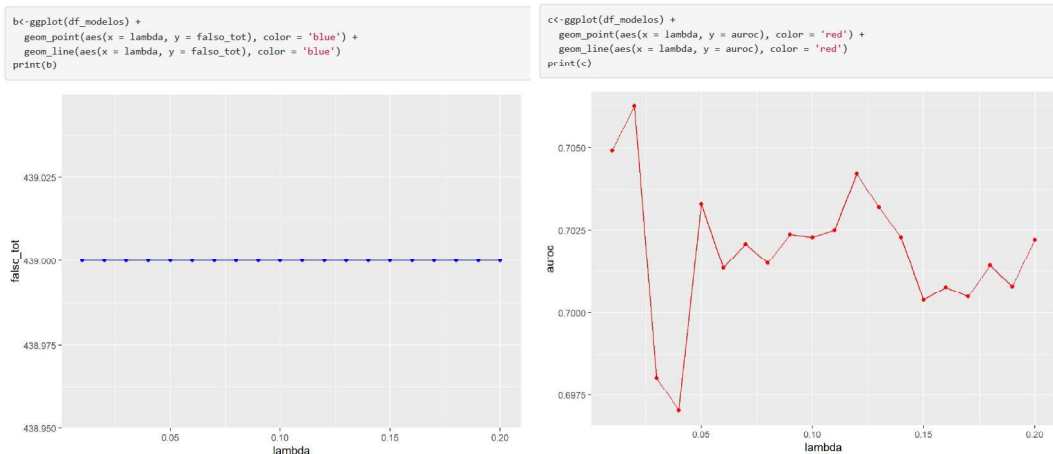 b<-ggplot(df_modelos) +
geom_point(aes(x = lambda, y = falso_tot), color = 'blue') +
geom_line(aes(x = lambda, y = falso_tot), color = 'blue')
print(b)
439.025
439.000
438.975
438.950
falso_tot
0.05 0.10 0.15 0.20
lambda
c<-ggplot(df_modelos) +
geom_point(aes(x = lambda, y = auroc), color = 'red') +
geom_line(aes(x = lambda, y = auroc), color = 'red')
print(c)
0.7050
0.7025
0.7000
0.6975
auroc
0.05 0.10 0.15 0.20
lambda